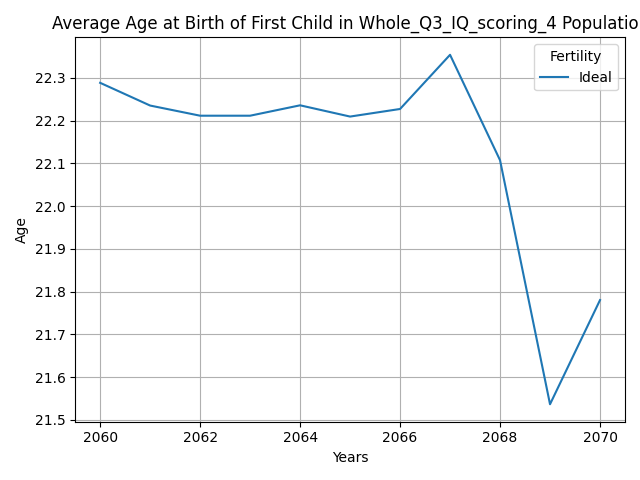 Average Age at Birth of First Child in Whole_Q3_IQ_scoring_4 Populatio
Fertility
Ideal
22.3
22.2
22.1
22.0
21.9
21.8
21.7
21.6
21.5
Age
2060 2062 2064 2066 2068 2070
Years